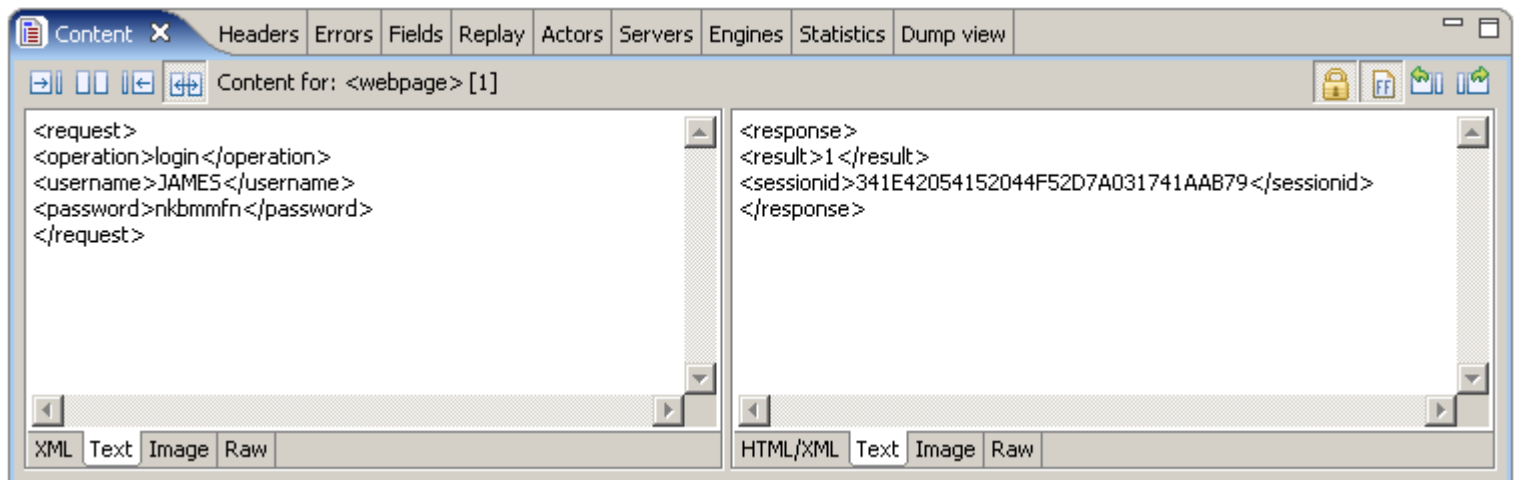 Content Headers Errors Fields Replay Actors Servers Engines Statistics Dump view
Content for: <webpage> [1]
FF
<request>
<operation>login</operation>
<username>JAMES</username>
<password>nkbmmfn</password>
</request>
<response>
<result>1</result>
<sessionid>341E42054152044F52D7A031741AAB79</sessionid>
</response>
XML Text Image Raw
HTML/XML Text Image Raw